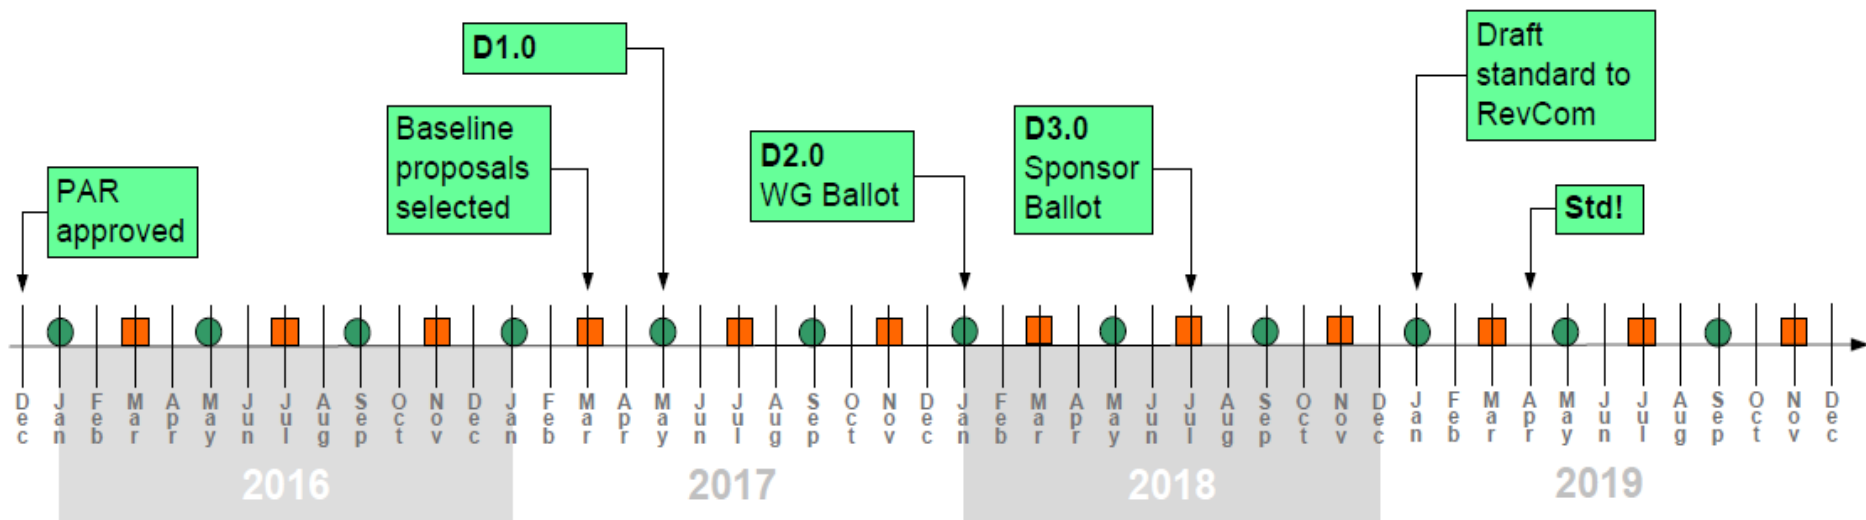 D1.0
Draft
standard to
RevCom
Baseline
proposals
selected
D3.0
Sponsor
Ballot
D2.0
WG Ballot
PAR
approved
Std!
Dec Jan Feb Mar Apr May Jun Jul Aug Sep Oct Nov Dec Jan Feb Mar Apr May Jun Jul Aug Sep Oct Nov Dec Jan Feb Mar Apr May Jun Jul Aug Sep Oct Nov Dec Jan Feb Mar Apr May Jun Jul Aug Sep Oct Nov Dec
2016 2017 2018 2019